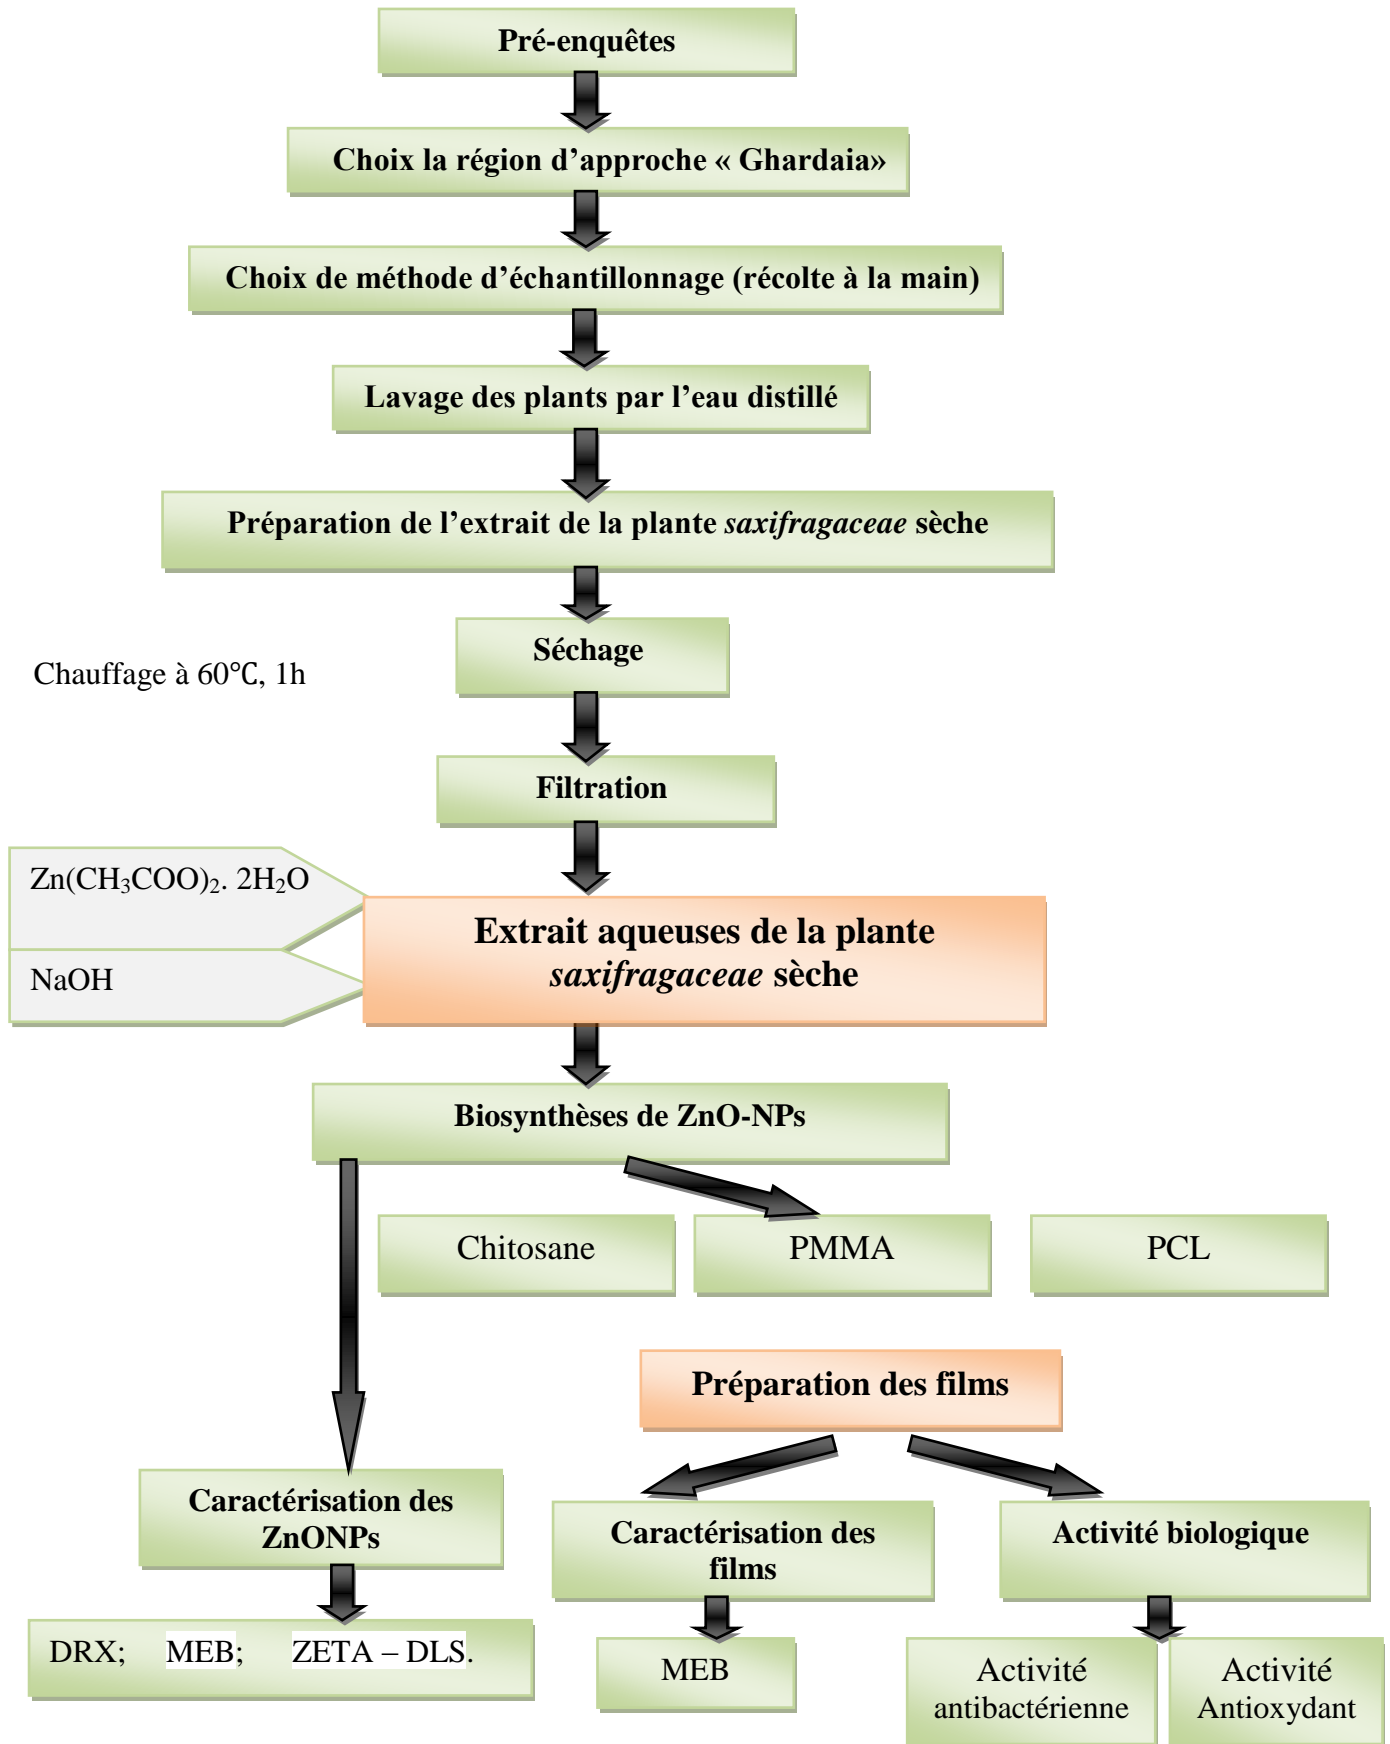 Pré-enquêtes
Choix la région d’approche « Ghardaia»
Choix de méthode d’échantillonnage (récolte à la main)
Lavage des plants par l’eau distillé
Préparation de l’extrait de la plante saxifragaceae sèche
Séchage
Chauffage à 60℃, 1h
Filtration
Zn(CH₃COO)₂. 2H₂O
NaOH
Extrait aqueuses de la plante
saxifragaceae sèche
Biosynthèses de ZnO-NPs
Chitosane
PMMA
PCL
Préparation des films
Caractérisation des
ZnONPs
Caractérisation des
films
Activité biologique
DRX; MEB; ZETA – DLS.
MEB
Activité
antibactérienne
Activité
Antioxydant